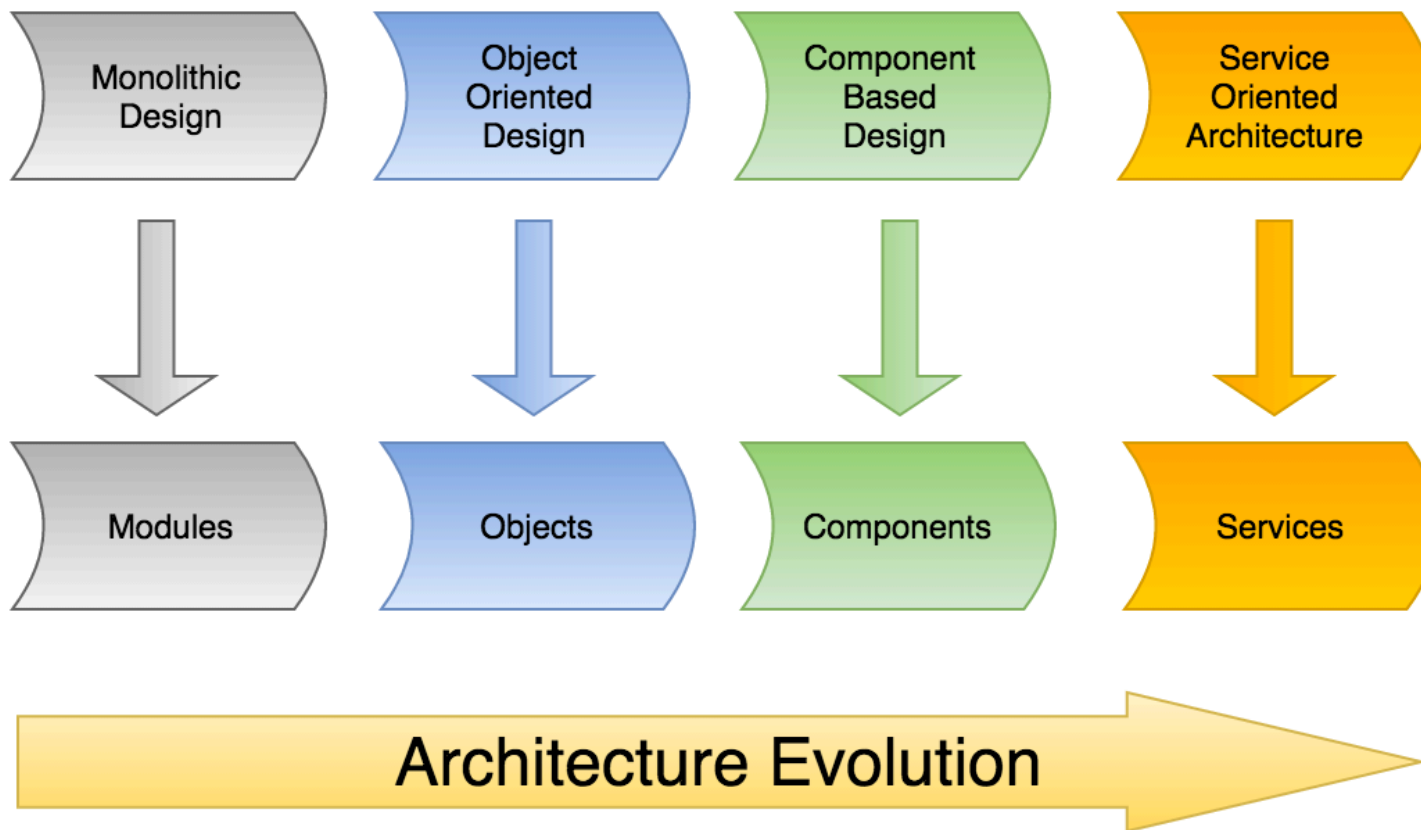 Monolithic
Design
Object
Oriented
Design
Component
Based
Design
Service
Oriented
Architecture
Modules
Objects
Components
Services
Architecture Evolution